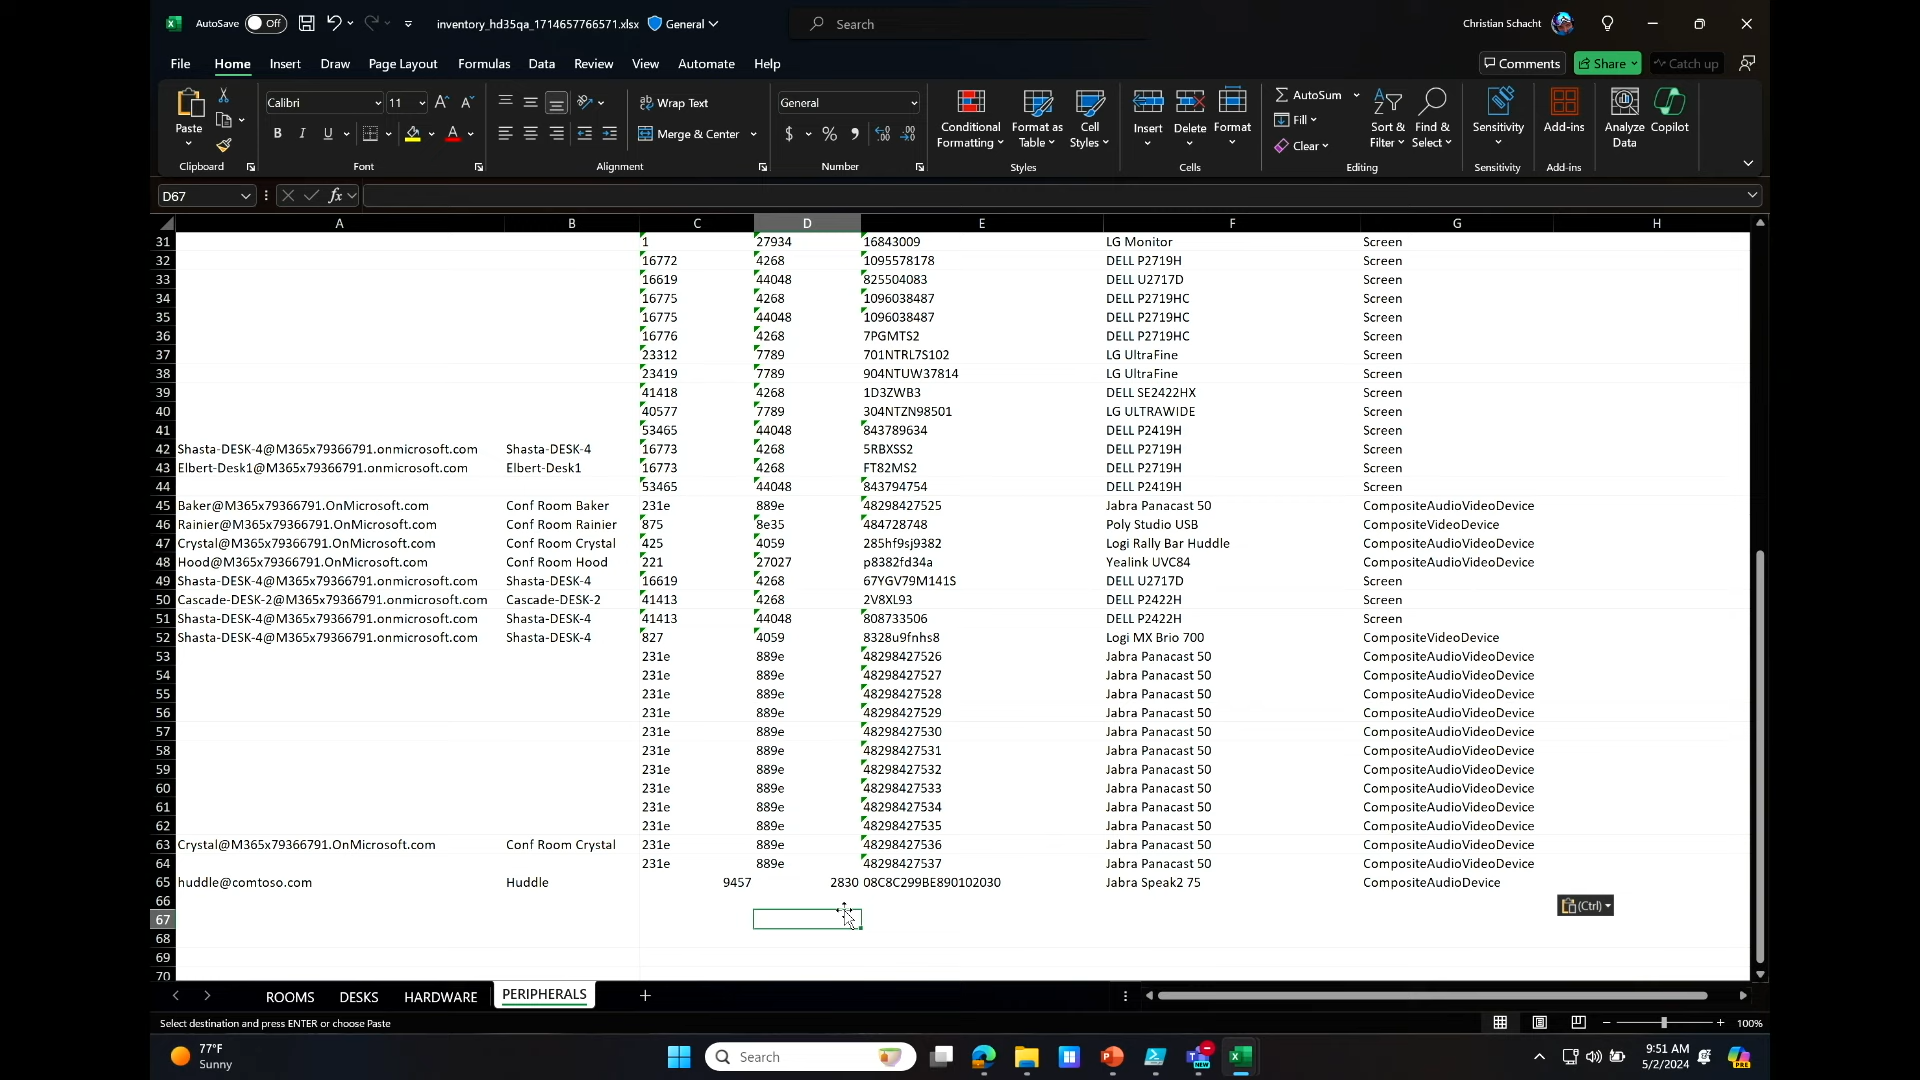 AutoSave Off inventory_hd35qa_1714657766571.xlsx General Search Christian Schacht
File Home Insert Draw Page Layout Formulas Data Review View Automate Help Comments Share Catch up
Paste Calibri 11 Wrap Text General Conditional Formatting Format as Table Cell Styles Insert Delete Format AutoSum Fill Clear Sort & Filter Find & Select Sensitivity Add-ins Analyze Data Copilot
B I U A Merge & Center $ %
Clipboard Font Alignment Number Styles Cells Editing Sensitivity Add-ins
D67 fx
A B C D E F G H
31 1 27934 16843009 LG Monitor Screen
32 16772 4268 1095578178 DELL P2719H Screen
33 16619 44048 825504083 DELL U2717D Screen
34 16775 4268 1096038487 DELL P2719HC Screen
35 16775 44048 1096038487 DELL P2719HC Screen
36 16776 4268 7PGMTS2 DELL P2719HC Screen
37 23312 7789 701NTRL7S102 LG UltraFine Screen
38 23419 7789 904NTUW37814 LG UltraFine Screen
39 41418 4268 1D3ZWB3 DELL SE2422HX Screen
40 40577 7789 304NTZN98501 LG ULTRAWIDE Screen
41 53465 44048 843789634 DELL P2419H Screen
42 Shasta-DESK-4@M365x79366791.onmicrosoft.com Shasta-DESK-4 16773 4268 5RBXSS2 DELL P2719H Screen
43 Elbert-Desk1@M365x79366791.onmicrosoft.com Elbert-Desk1 16773 4268 FT82MS2 DELL P2719H Screen
44 53465 44048 843794754 DELL P2419H Screen
45 Baker@M365x79366791.OnMicrosoft.com Conf Room Baker 231e 889e 48298427525 Jabra Panacast 50 CompositeAudioVideoDevice
46 Rainier@M365x79366791.OnMicrosoft.com Conf Room Rainier 875 8e35 484728748 Poly Studio USB CompositeVideoDevice
47 Crystal@M365x79366791.OnMicrosoft.com Conf Room Crystal 425 4059 285hf9sj9382 Logi Rally Bar Huddle CompositeAudioVideoDevice
48 Hood@M365x79366791.OnMicrosoft.com Conf Room Hood 221 27027 p8382fd34a Yealink UVC84 CompositeAudioVideoDevice
49 Shasta-DESK-4@M365x79366791.onmicrosoft.com Shasta-DESK-4 16619 4268 67YGV79M141S DELL U2717D Screen
50 Cascade-DESK-2@M365x79366791.onmicrosoft.com Cascade-DESK-2 41413 4268 2V8XL93 DELL P2422H Screen
51 Shasta-DESK-4@M365x79366791.onmicrosoft.com Shasta-DESK-4 41413 44048 808733506 DELL P2422H Screen
52 Shasta-DESK-4@M365x79366791.onmicrosoft.com Shasta-DESK-4 827 4059 8328u9fnhs8 Logi MX Brio 700 CompositeVideoDevice
53 231e 889e 48298427526 Jabra Panacast 50 CompositeAudioVideoDevice
54 231e 889e 48298427527 Jabra Panacast 50 CompositeAudioVideoDevice
55 231e 889e 48298427528 Jabra Panacast 50 CompositeAudioVideoDevice
56 231e 889e 48298427529 Jabra Panacast 50 CompositeAudioVideoDevice
57 231e 889e 48298427530 Jabra Panacast 50 CompositeAudioVideoDevice
58 231e 889e 48298427531 Jabra Panacast 50 CompositeAudioVideoDevice
59 231e 889e 48298427532 Jabra Panacast 50 CompositeAudioVideoDevice
60 231e 889e 48298427533 Jabra Panacast 50 CompositeAudioVideoDevice
61 231e 889e 48298427534 Jabra Panacast 50 CompositeAudioVideoDevice
62 231e 889e 48298427535 Jabra Panacast 50 CompositeAudioVideoDevice
63 Crystal@M365x79366791.OnMicrosoft.com Conf Room Crystal 231e 889e 48298427536 Jabra Panacast 50 CompositeAudioVideoDevice
64 231e 889e 48298427537 Jabra Panacast 50 CompositeAudioVideoDevice
65 huddle@comtoso.com Huddle 9457 2830 08C8C299BE890102030 Jabra Speak2 75 CompositeAudioDevice
66 (Ctrl)
67
68
69
70
ROOMS DESKS HARDWARE PERIPHERALS
Select destination and press ENTER or choose Paste 100%
77°F Search 9:51 AM
Sunny NEW 5/2/2024 PRE